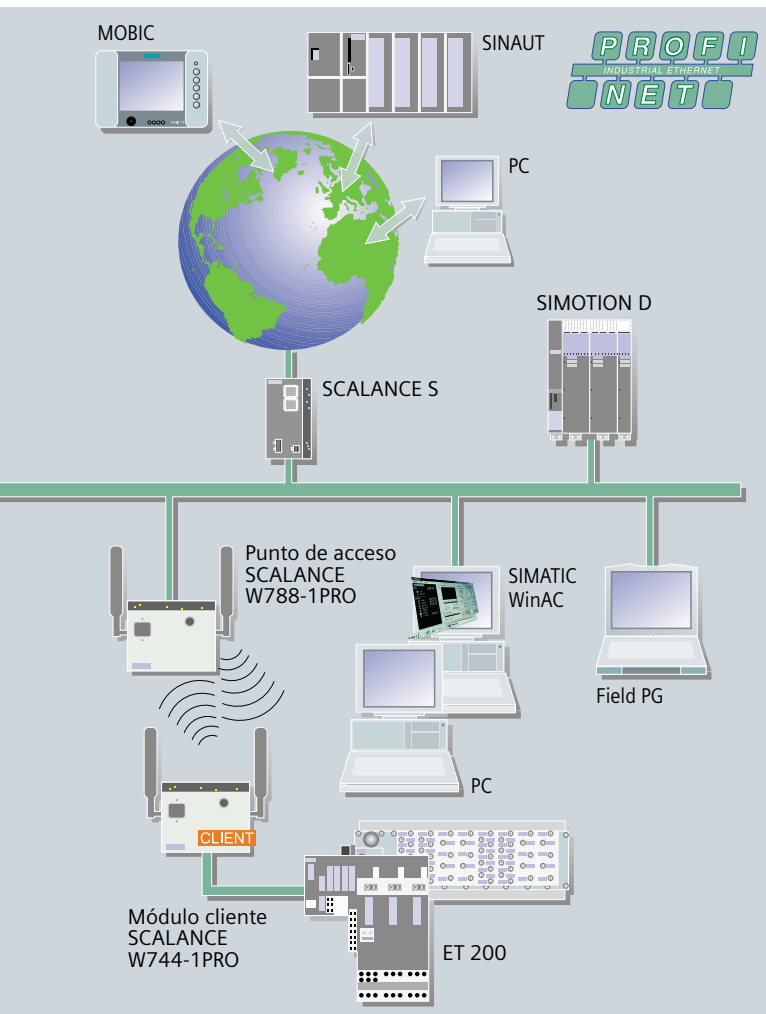 MOBIC
SINAUT
PROFI
INDUSTRIAL ETHERNET
NET
PC
SIMOTION D
SCALANCE S
Punto de acceso
SCALANCE
W788-1PRO
SIMATIC
WinAC
Field PG
PC
CLIENT
Módulo cliente
SCALANCE
W744-1PRO
ET 200